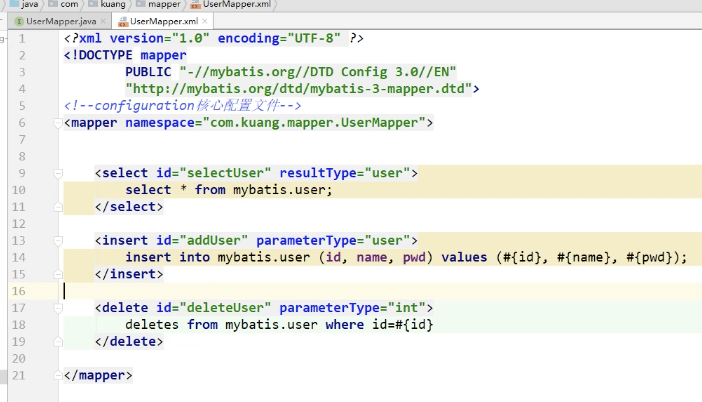 java com kuang mapper UserMapper.xml
UserMapper.java × UserMapper.xml ×
1 <?xml version="1.0" encoding="UTF-8" ?>
2 <!DOCTYPE mapper
3 PUBLIC "-//mybatis.org//DTD Config 3.0//EN"
4 "http://mybatis.org/dtd/mybatis-3-mapper.dtd">
5 <!--configuration核心配置文件-->
6 <mapper namespace="com.kuang.mapper.UserMapper">
7
8
9 <select id="selectUser" resultType="user">
10 select * from mybatis.user;
11 </select>
12
13 <insert id="addUser" parameterType="user">
14 insert into mybatis.user (id, name, pwd) values (#{id}, #{name}, #{pwd});
15 </insert>
16
17 <delete id="deleteUser" parameterType="int">
18 deletes from mybatis.user where id=#{id}
19 </delete>
20
21 </mapper>